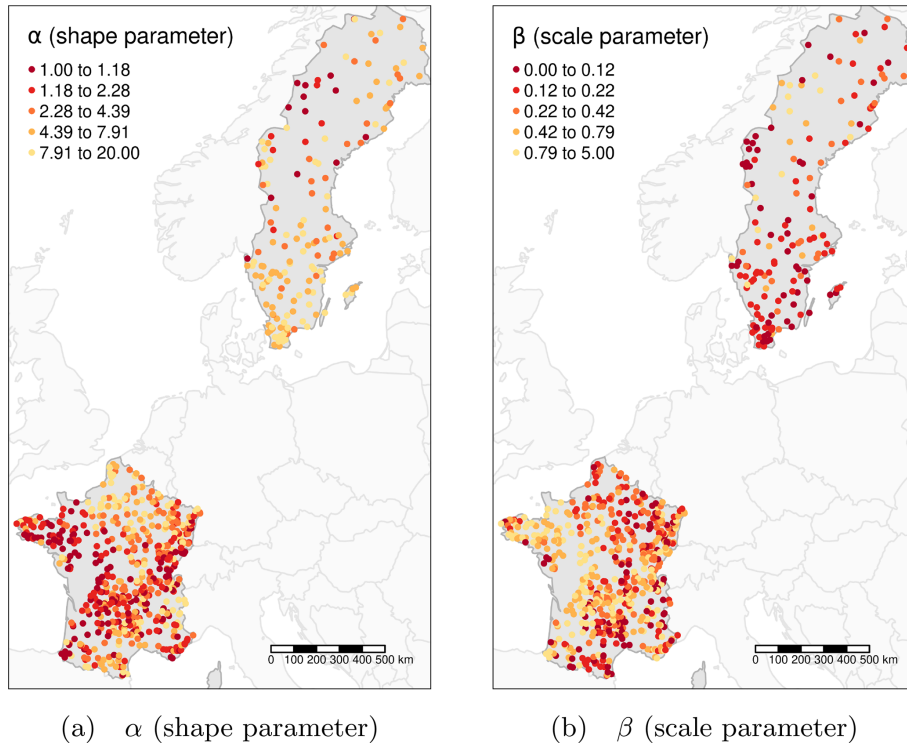 α (shape parameter)
1.00 to 1.18
1.18 to 2.28
2.28 to 4.39
4.39 to 7.91
7.91 to 20.00
0 100 200 300 400 500 km
β (scale parameter)
0.00 to 0.12
0.12 to 0.22
0.22 to 0.42
0.42 to 0.79
0.79 to 5.00
0 100 200 300 400 500 km
(a) α (shape parameter)
(b) β (scale parameter)